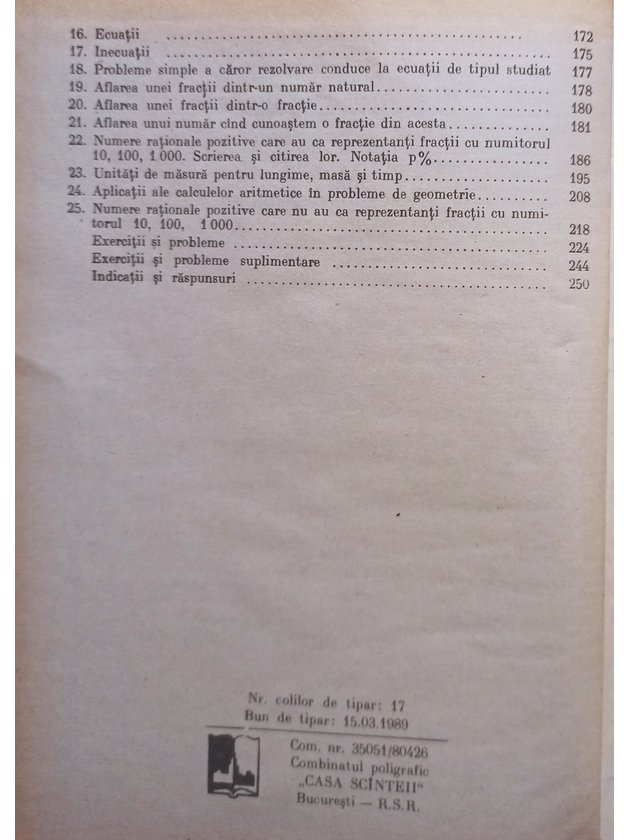 16. Ecuații ........................................ 172
17. Inecuații ........................................ 175
18. Probleme simple a căror rezolvare conduce la ecuații de tipul studiat 177
19. Aflarea unei fracții dintr-un număr natural......................... 178
20. Aflarea unei fracții dintr-o fracție................................. 180
21. Aflarea unui număr cînd cunoaștem o fracție din acesta.............. 181
22. Numere raționale pozitive care au ca reprezentanți fracții cu numitorul
10, 100, 1 000. Scrierea și citirea lor. Notația p%................. 186
23. Unități de măsură pentru lungime, masă și timp..................... 195
24. Aplicații ale calculelor aritmetice în probleme de geometrie.......... 208
25. Numere raționale pozitive care nu au ca reprezentanți fracții cu numi-
torul 10, 100, 1 000............................................. 218
Exerciții și probleme ............................................. 224
Exerciții și probleme suplimentare ............................... 244
Indicații și răspunsuri ........................................... 250
Nr. colilor de tipar: 17
Bun de tipar: 15.03.1989
Com. nr. 35051/80426
Combinatul poligrafic
„CASA SCÎNTEII“
București — R.S.R.